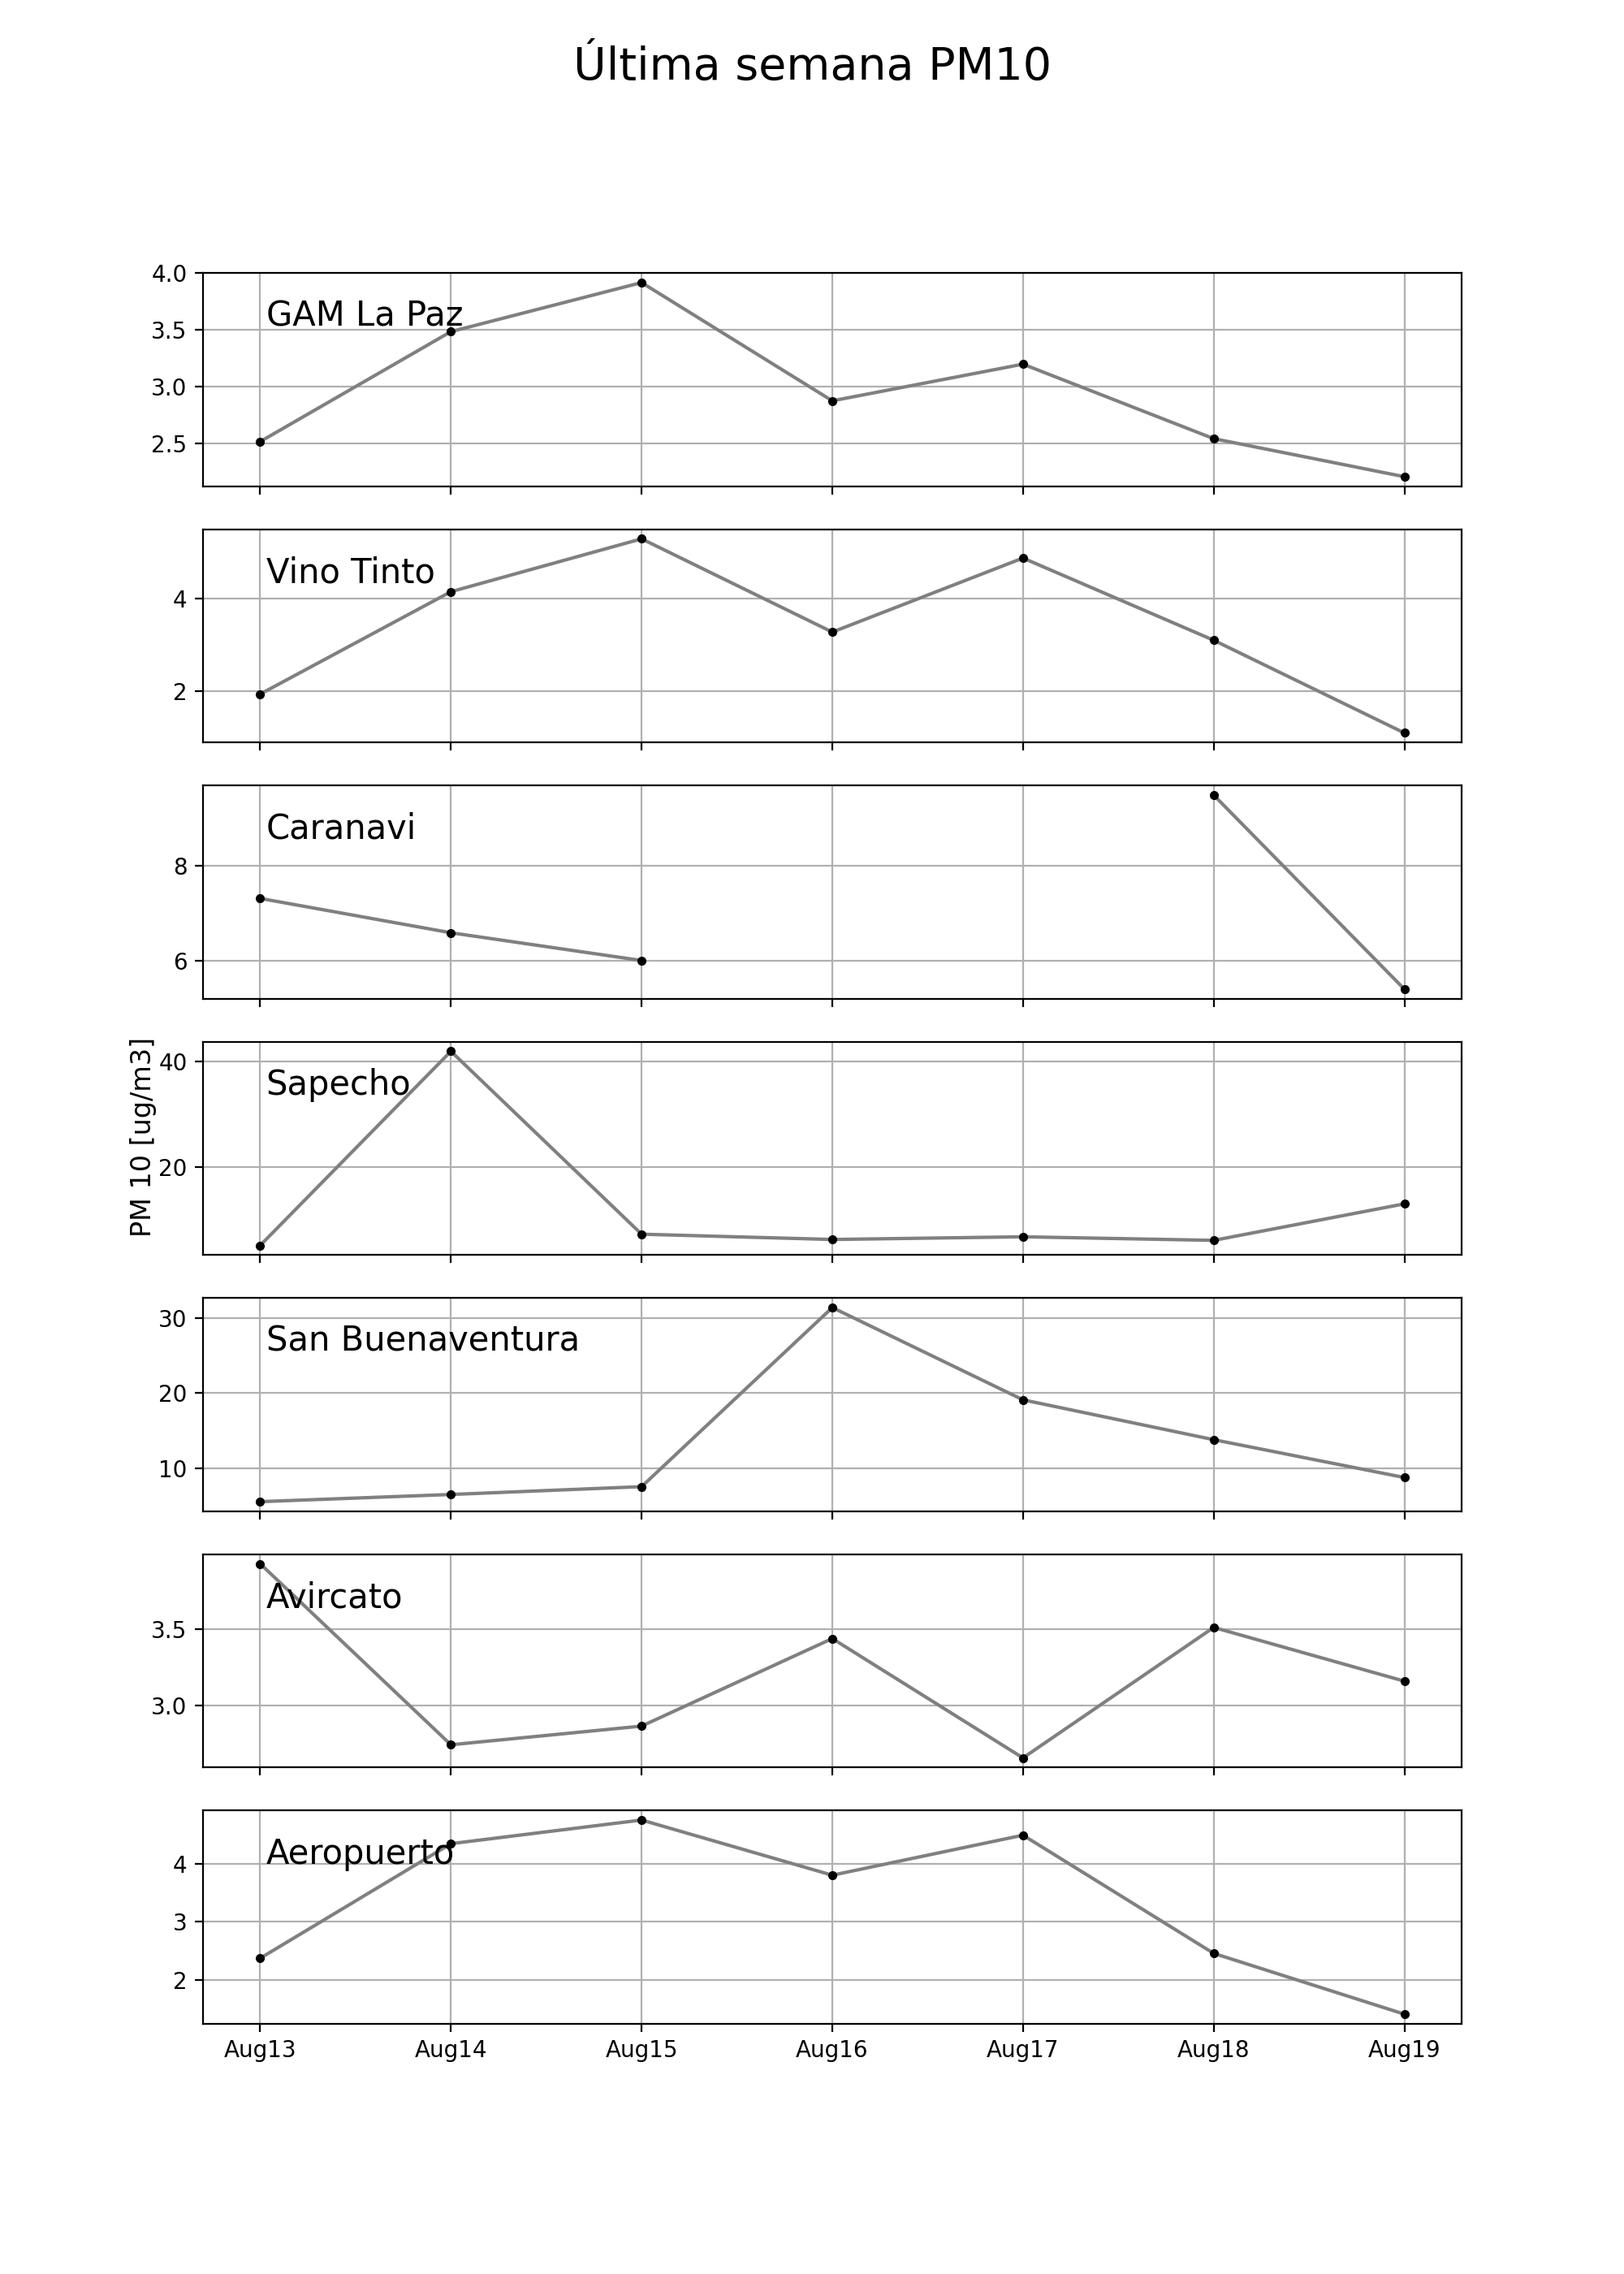 Última semana PM10
4.0
GAM La Paz
3.5
3.0
2.5
Vino Tinto
4
2
Caranavi
8
6
PM 10 [ug/m3]
40
Sapecho
20
30
San Buenaventura
20
10
Avircato
3.5
3.0
Aeropuerto
4
3
2
Aug13 Aug14 Aug15 Aug16 Aug17 Aug18 Aug19